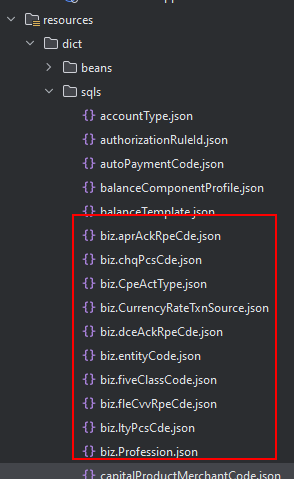 resources
dict
beans
sqls
accountType.json
authorizationRuleId.json
autoPaymentCode.json
balanceComponentProfile.json
balanceTemplate.json
biz.aprAckRpeCde.json
biz.chqPcsCde.json
biz.CpeActType.json
biz.CurrencyRateTxnSource.json
biz.dceAckRpeCde.json
biz.entityCode.json
biz.fiveClassCode.json
biz.fleCvvRpeCde.json
biz.ltyPcsCde.json
biz.Profession.json
capitalProductMerchantCode.json